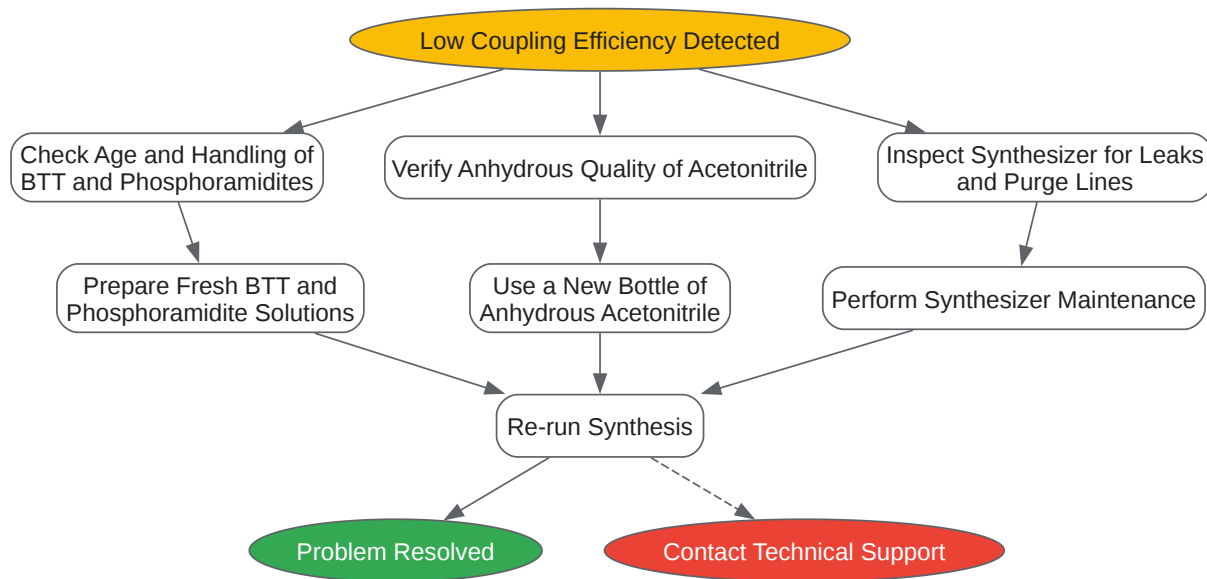 Low Coupling Efficiency Detected
Check Age and Handling of
BTT and Phosphoramidites
Verify Anhydrous Quality of Acetonitrile
Inspect Synthesizer for Leaks
and Purge Lines
Prepare Fresh BTT and
Phosphoramidite Solutions
Use a New Bottle of
Anhydrous Acetonitrile
Perform Synthesizer Maintenance
Re-run Synthesis
Problem Resolved
Contact Technical Support